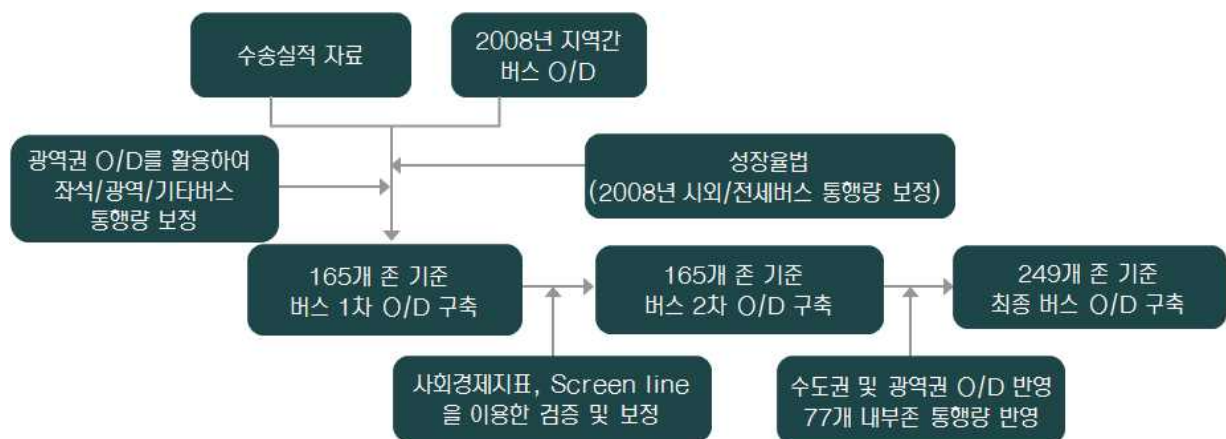 수송실적 자료
2008년 지역간
버스 O/D
광역권 O/D를 활용하여
좌석/광역/기타버스
통행량 보정
성장율법
(2008년 시외/전세버스 통행량 보정)
165개 존 기준
버스 1차 O/D 구축
165개 존 기준
버스 2차 O/D 구축
249개 존 기준
최종 버스 O/D 구축
사회경제지표, Screen line
을 이용한 검증 및 보정
수도권 및 광역권 O/D 반영
77개 내부존 통행량 반영